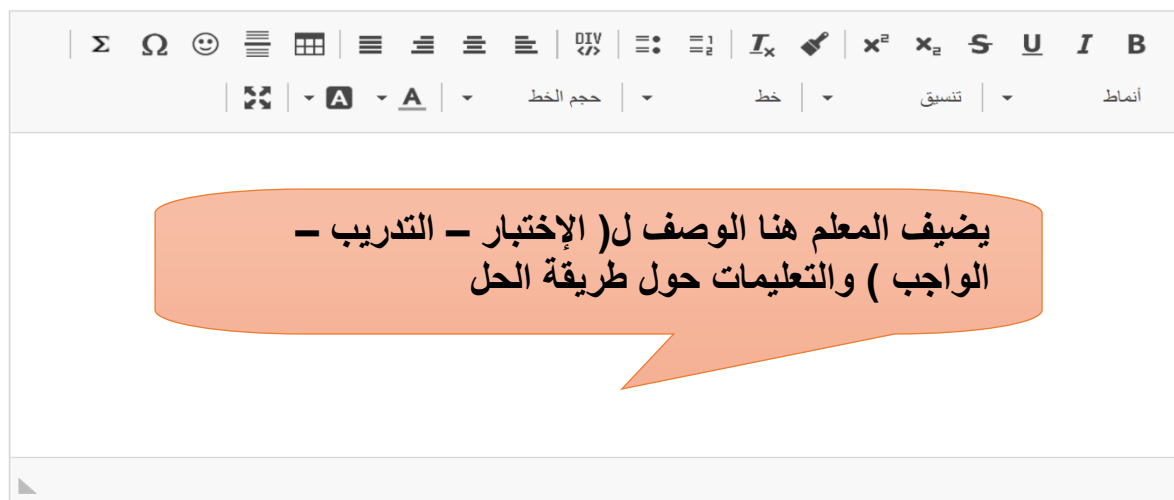 B I U S x₂ x² Tx DIV </> Ω Σ
أنماط تنسيق خط حجم الخط A A
يضيف المعلم هنا الوصف ل( الإختبار – التدريب –
الواجب ) والتعليمات حول طريقة الحل